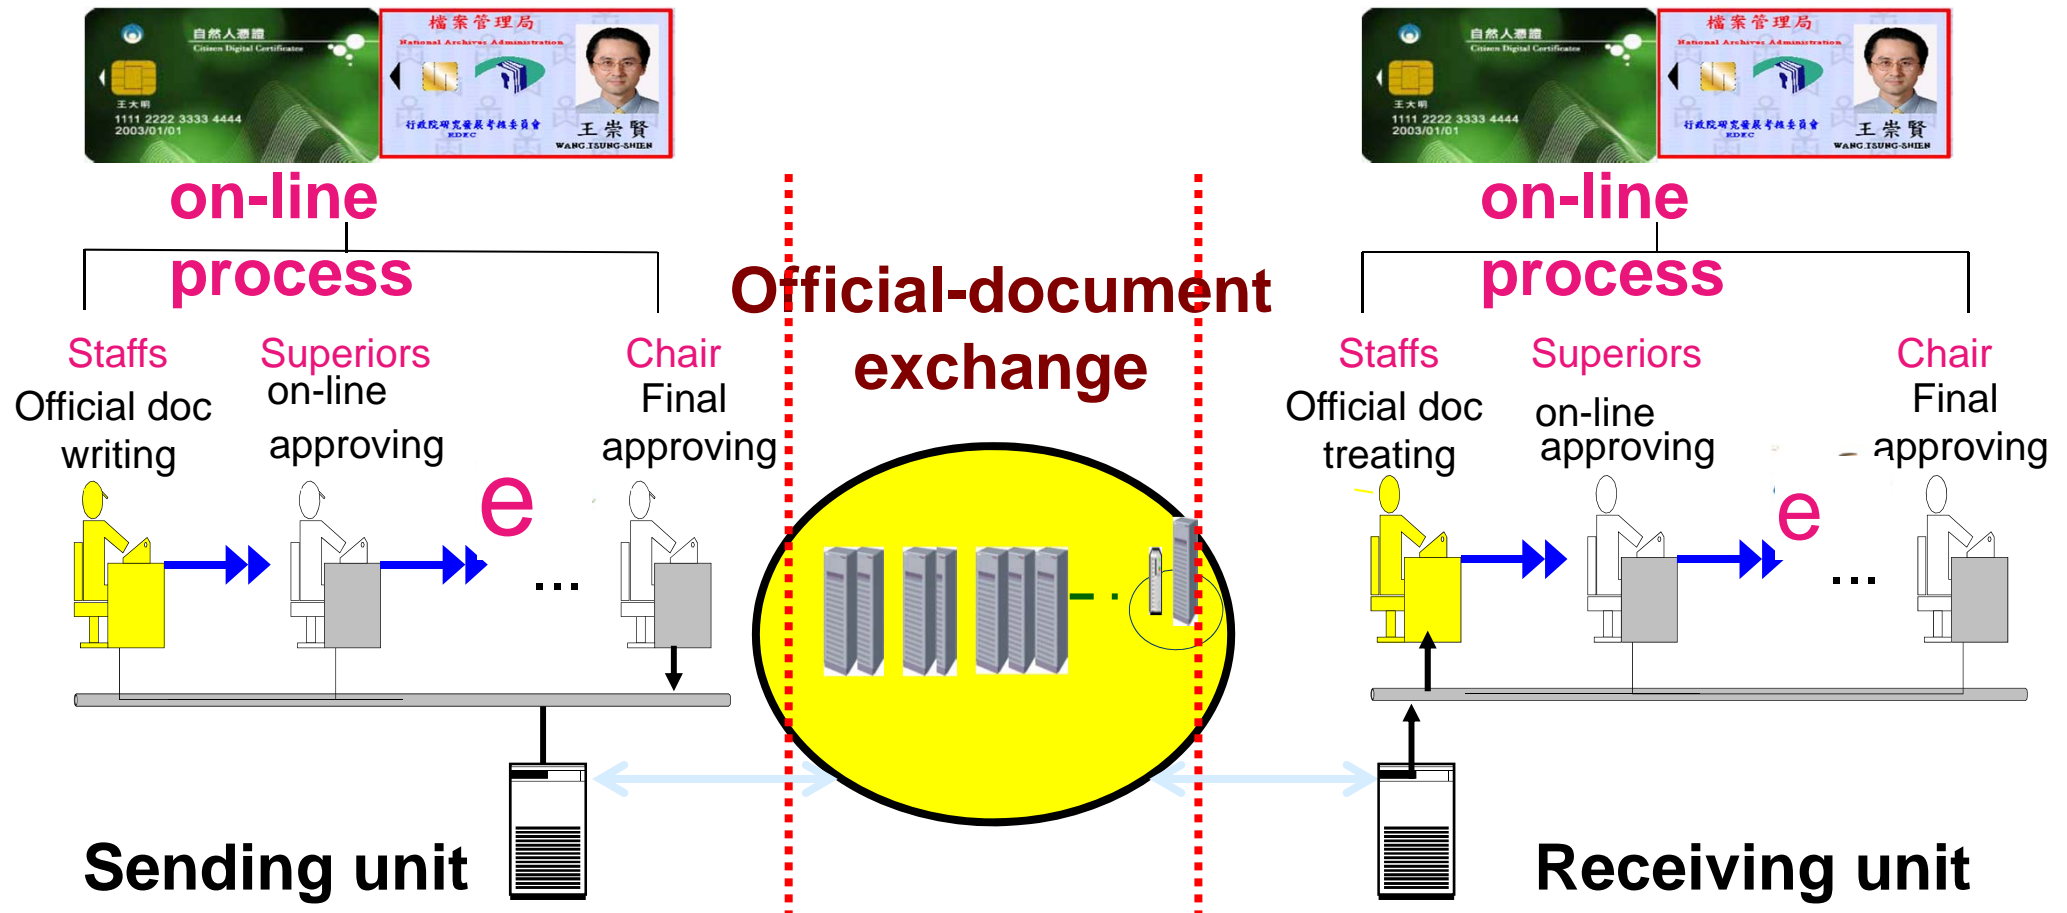 自然人憑證
Citizen Digital Certificates
王大明
1111 2222 3333 4444
2003/01/01
檔案管理局
National Archives Administration
行政院研究發展考核委員會
RDEC
王崇賢
WANG,TSUNG-SHIEN
自然人憑證
Citizen Digital Certificates
王大明
1111 2222 3333 4444
2003/01/01
檔案管理局
National Archives Administration
行政院研究發展考核委員會
RDEC
王崇賢
WANG,TSUNG-SHIEN
on-line
process
Staffs
Official doc
writing
Superiors
on-line
approving
e
...
Chair
Final
approving
Official-document
exchange
on-line
process
Staffs
Official doc
treating
Superiors
on-line
approving
e
...
Chair
Final
approving
Sending unit
Receiving unit